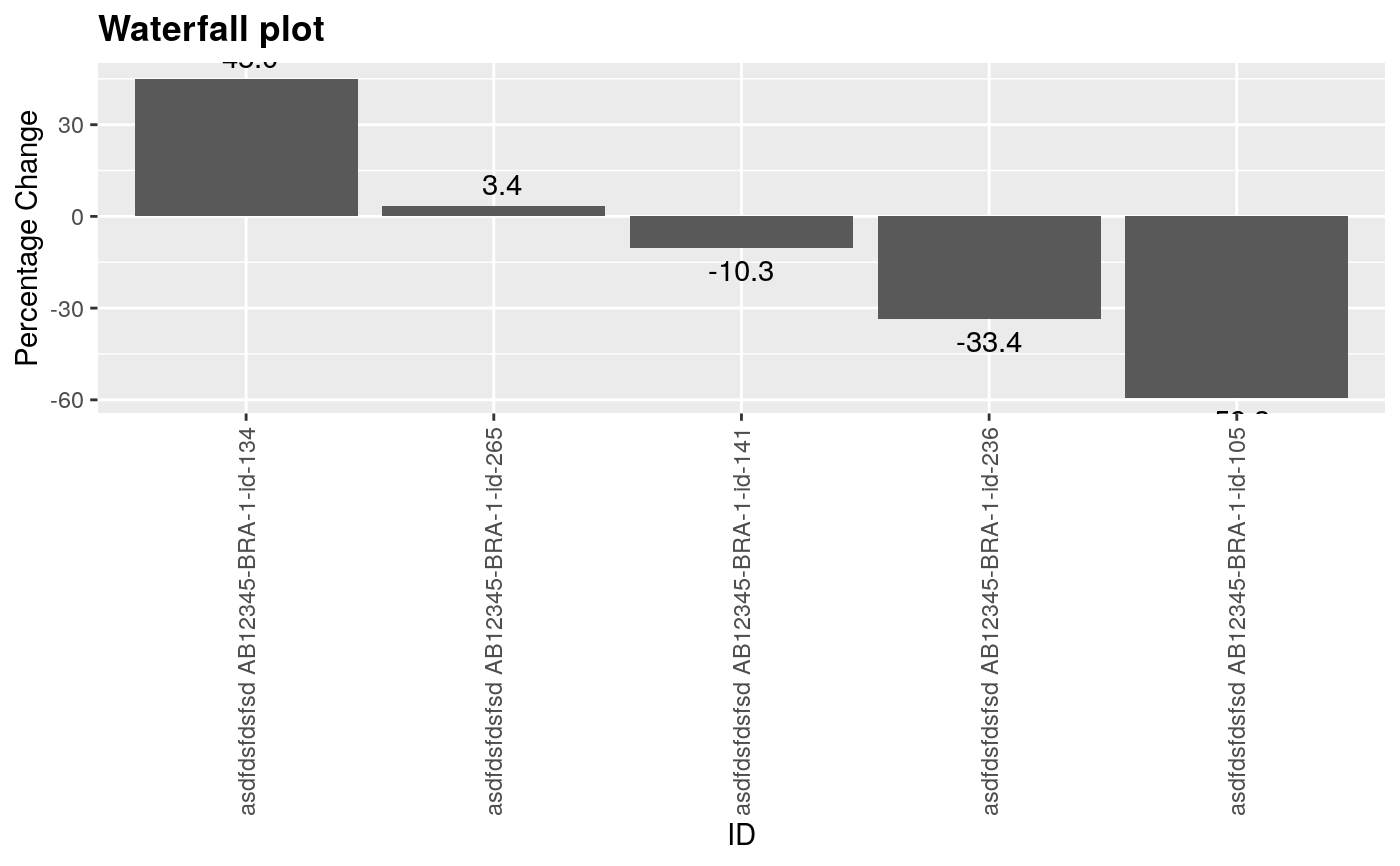 Waterfall plot
Percentage Change
30
0
-30
-60
3.4
-10.3
-33.4
asdfdsfdsfsd AB12345-BRA-1-id-134
asdfdsfdsfsd AB12345-BRA-1-id-265
asdfdsfdsfsd AB12345-BRA-1-id-141
asdfdsfdsfsd AB12345-BRA-1-id-236
asdfdsfdsfsd AB12345-BRA-1-id-105
ID